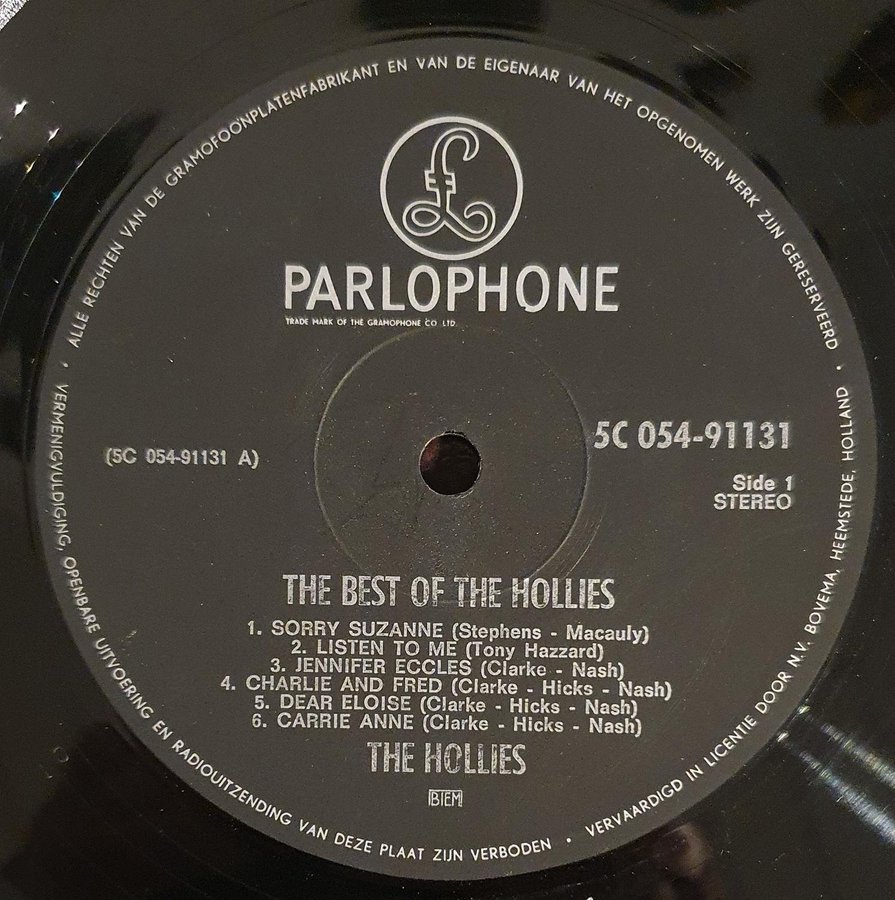 ALLE RECHTEN VAN DE GRAMOFOONPLATENFABRIKANT EN VAN DE EIGENAAR VAN HET OPGENOMEN WERK ZIJN GERESERVEERD •
£
PARLOPHONE
TRADE MARK OF THE GRAMOPHONE CO. LTD.
5C 054-91131
(5C 054-91131 A)
Side 1
STEREO
THE BEST OF THE HOLLIES
1. SORRY SUZANNE (Stephens - Macauly)
2. LISTEN TO ME (Tony Hazzard)
3. JENNIFER ECCLES (Clarke - Nash)
4. CHARLIE AND FRED (Clarke - Hicks - Nash)
5. DEAR ELOISE (Clarke - Hicks - Nash)
6. CARRIE ANNE (Clarke - Hicks - Nash)
THE HOLLIES
BIEM
VERMENIGVULDIGING, OPENBARE UITVOERING EN RADIOUITZENDING VAN DEZE PLAAT ZIJN VERBODEN •
VERVAARDIGD IN LICENTIE DOOR N.V. BOVEMA, HEEMSTEDE, HOLLAND •